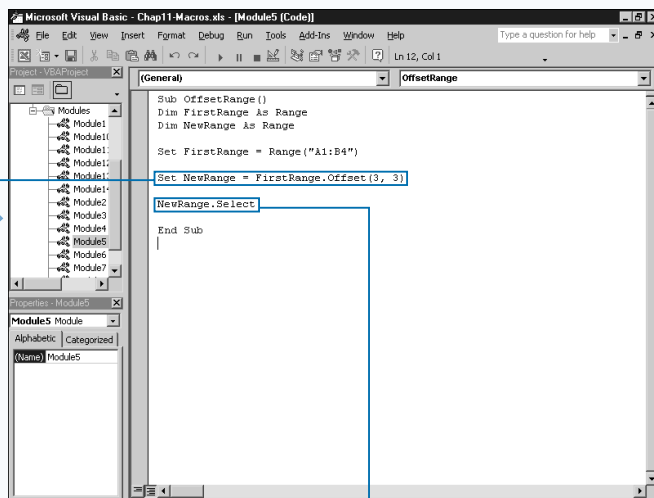 Microsoft Visual Basic - Chap11-Macros.xls - [Module5 (Code)]
File Edit View Insert Format Debug Run Tools Add-Ins Window Help
Type a question for help
Ln 12, Col 1
Project - VBAProject
(General)
OffsetRange
Modules
Module1
Module2
Module3
Module4
Module5
Module6
Module7
Sub OffsetRange()
Dim FirstRange As Range
Dim NewRange As Range
Set FirstRange = Range("A1:B4")
Set NewRange = FirstRange.Offset(3, 3)
NewRange.Select
End Sub
Properties - Module5
Module5 Module
Alphabetic Categorized
(Name) Module5